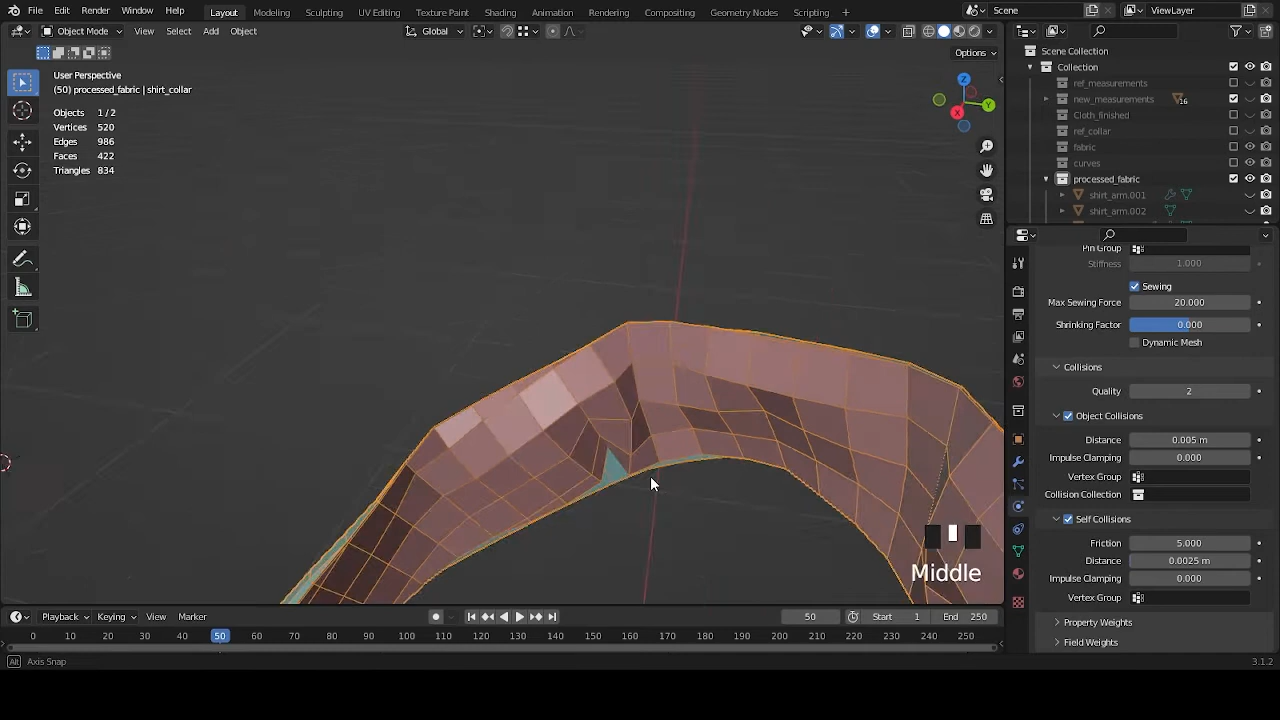 File Edit Render Window Help Layout Modeling Sculpting UV Editing Texture Paint Shading Animation Rendering Compositing Geometry Nodes Scripting + Scene ViewLayer
Object Mode View Select Add Object Global
Options
User Perspective
(50) processed_fabric | shirt_collar
Objects 1/2
Vertices 520
Edges 986
Faces 422
Triangles 834
Z
Y
X
Scene Collection
Collection
ref_measurements
new_measurements 16
Cloth_finished
ref_collar
fabric
curves
processed_fabric
shirt_arm.001
shirt_arm.002
Pin Group
Stiffness 1.000
Sewing
Max Sewing Force 20.000
Shrinking Factor 0.000
Dynamic Mesh
Collisions
Quality 2
Object Collisions
Distance 0.005 m
Impulse Clamping 0.000
Vertex Group
Collision Collection
Self Collisions
Friction 5.000
Distance 0.0025 m
Impulse Clamping 0.000
Vertex Group
Property Weights
Field Weights
Middle
Playback Keying View Marker 50 Start 1 End 250
0 10 20 30 40 50 60 70 80 90 100 110 120 130 140 150 160 170 180 190 200 210 220 230 240 250
Alt Axis Snap 3.1.2